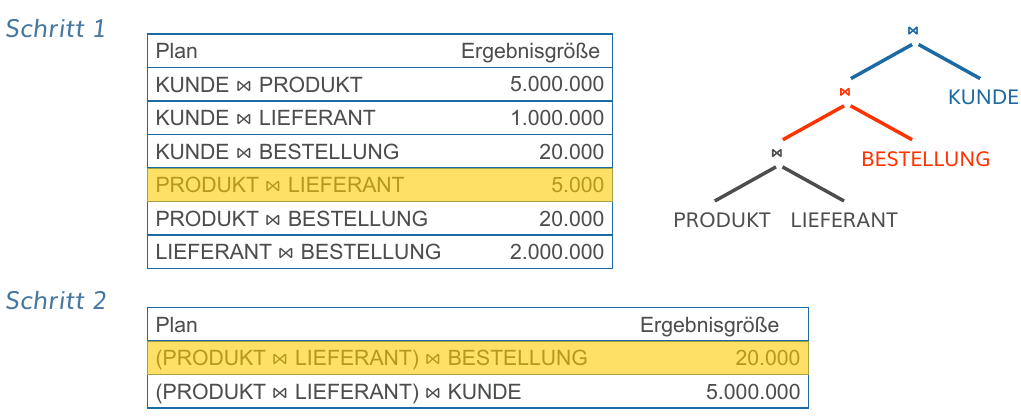 Schritt 1
Plan Ergebnisgröße
KUNDE ⋈ PRODUKT 5.000.000
KUNDE ⋈ LIEFERANT 1.000.000
KUNDE ⋈ BESTELLUNG 20.000
PRODUKT ⋈ LIEFERANT 5.000
PRODUKT ⋈ BESTELLUNG 20.000
LIEFERANT ⋈ BESTELLUNG 2.000.000
⋈
⋈ KUNDE
⋈ BESTELLUNG
PRODUKT LIEFERANT
Schritt 2
Plan Ergebnisgröße
(PRODUKT ⋈ LIEFERANT) ⋈ BESTELLUNG 20.000
(PRODUKT ⋈ LIEFERANT) ⋈ KUNDE 5.000.000